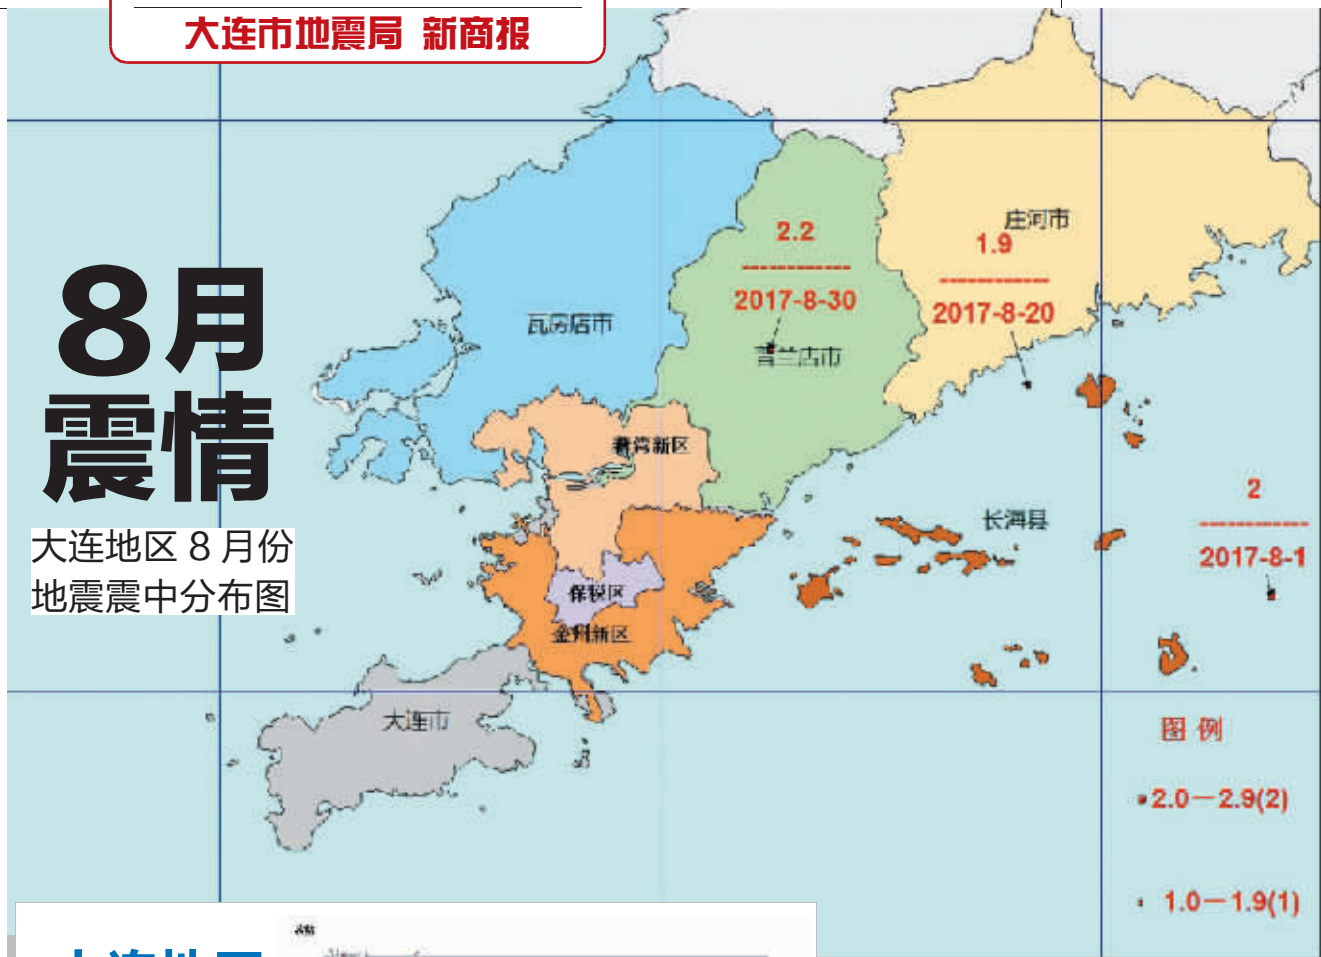 大连市地震局 新商报
8月
震情
大连地区 8 月份
地震震中分布图
庄河市
2.2
2017-8-30
1.9
2017-8-20
瓦房店市
普兰店市
新区
长海县
2
2017-8-1
保税区
金州新区
大连市
图 例
2.0－2.9(2)
1.0－1.9(1)